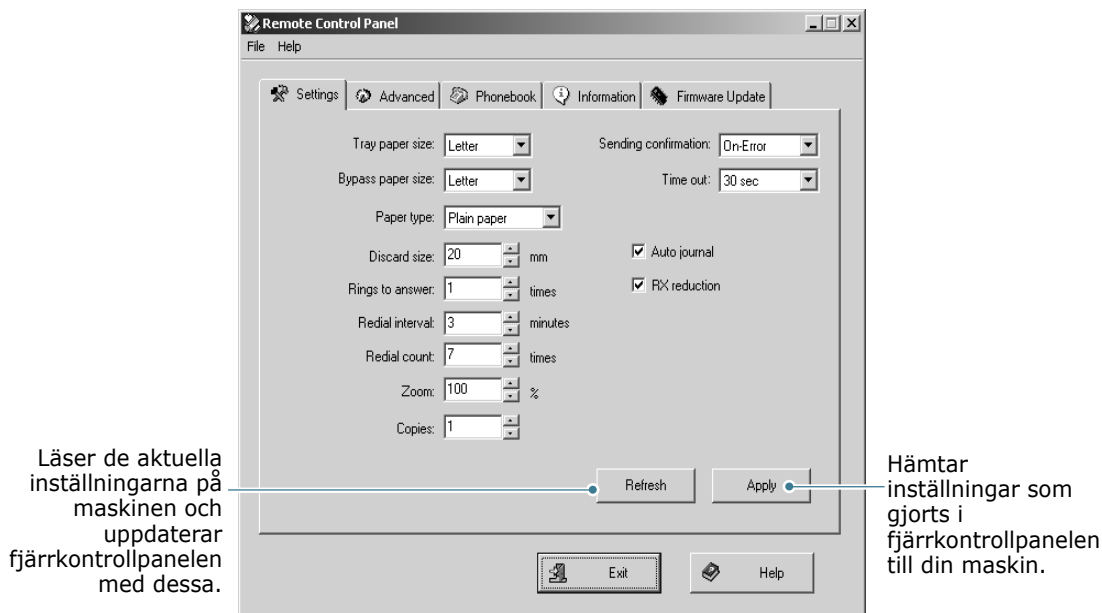 Remote Control Panel
File Help
Settings Advanced Phonebook Information Firmware Update
Tray paper size: Letter
Sending confirmation: On-Error
Bypass paper size: Letter
Time out: 30 sec
Paper type: Plain paper
Discard size: 20 mm
Auto journal
Rings to answer: 1 times
RX reduction
Redial interval: 3 minutes
Redial count: 7 times
Zoom: 100 %
Copies: 1
Refresh Apply
Exit Help
Läser de aktuella
inställningarna på
maskinen och
uppdaterar
fjärrkontrollpanelen
med dessa.
Hämtar
inställningar som
gjorts i
fjärrkontrollpanelen
till din maskin.